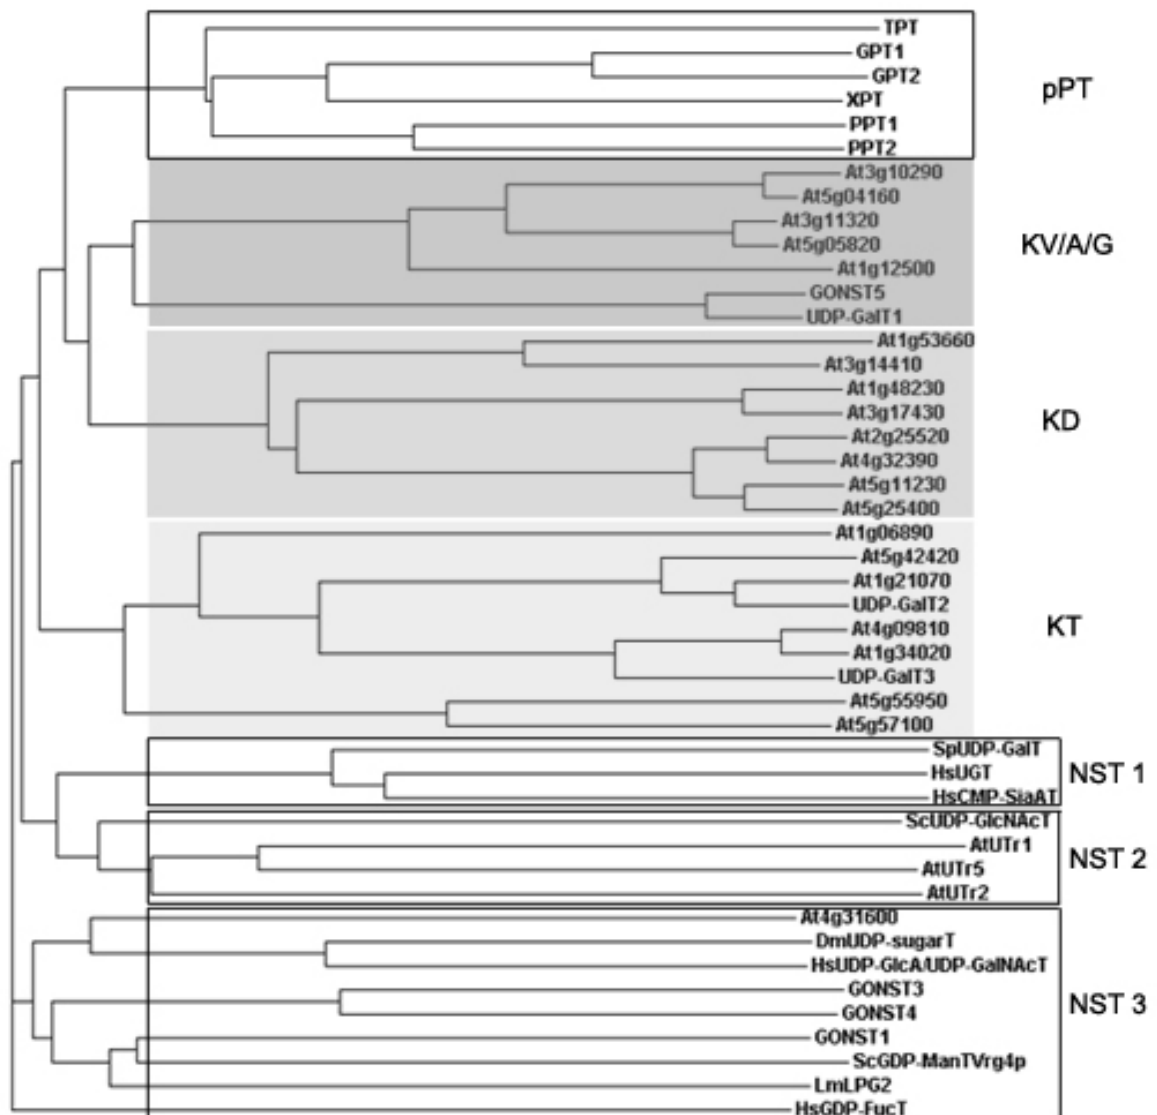 TPT
GPT1
GPT2
XPT
PPT1
PPT2
pPT
At3g10290
At5g04160
At3g11320
At5g05820
At1g12500
GONST5
UDP-GalT1
KV/A/G
At1g53660
At3g14410
At1g48230
At3g17430
At2g25520
At4g32390
At5g11230
At5g25400
KD
At1g06890
At5g42420
At1g21070
UDP-GalT2
At4g09810
At1g34020
UDP-GalT3
At5g55950
At5g57100
KT
SpUDP-GalT
HsUGT
HsCMP-SiaAT
NST 1
ScUDP-GlcNAcT
AtUTr1
AtUTr5
AtUTr2
NST 2
At4g31600
DmUDP-sugarT
HsUDP-GlcA/UDP-GalNAcT
GONST3
GONST4
GONST1
ScGDP-ManTVrg4p
LmLPG2
HsGDP-FucT
NST 3